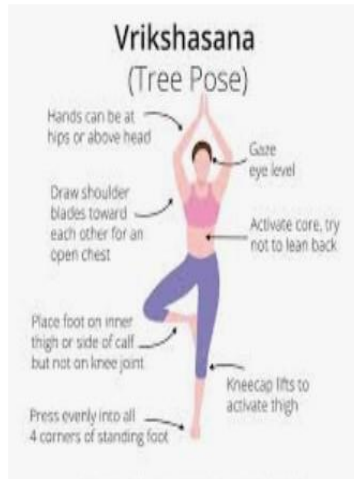 Vrikshasana
(Tree Pose)
Hands can be at
hips or above head
Gaze
eye level
Draw shoulder
blades toward
each other for an
open chest
Activate core, try
not to lean back
Place foot on inner
thigh or side of calf
but not on knee joint
Kneecap lifts to
activate thigh
Press evenly into all
4 corners of standing foot